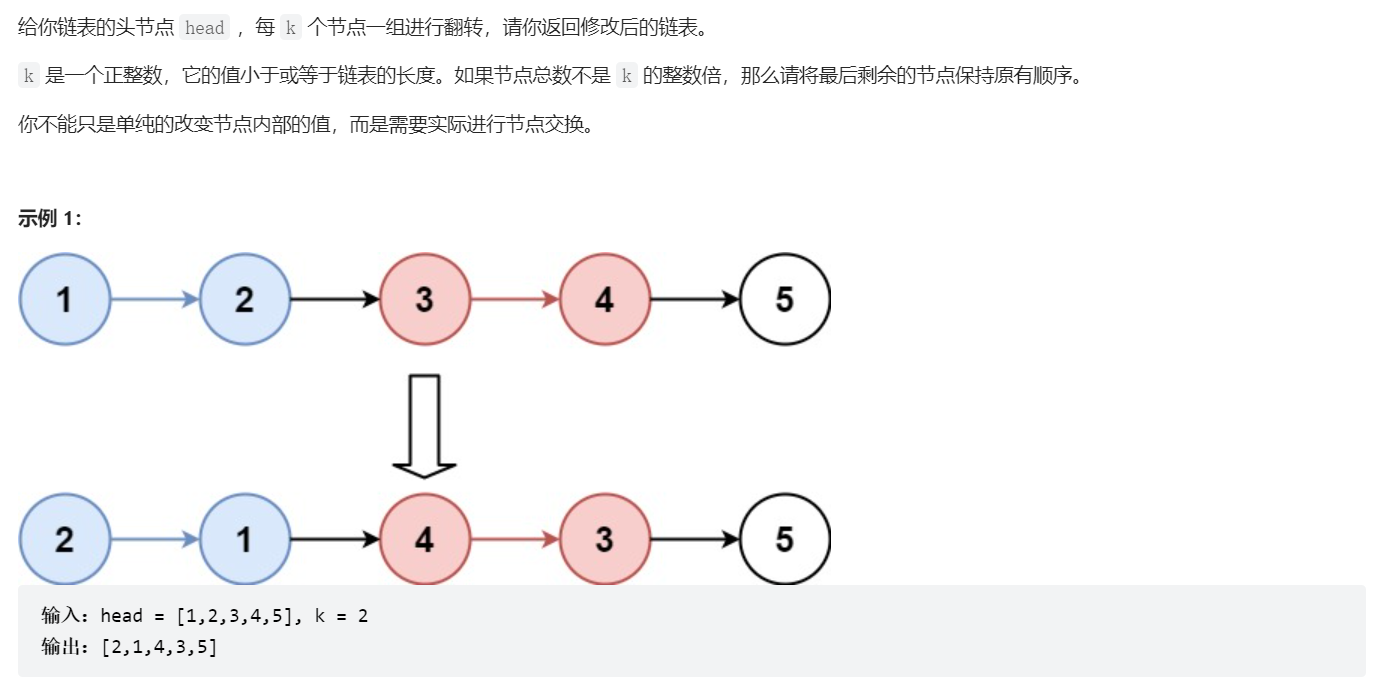 给你链表的头节点 head ，每 k 个节点一组进行翻转，请你返回修改后的链表。
k 是一个正整数，它的值小于或等于链表的长度。如果节点总数不是 k 的整数倍，那么请将最后剩余的节点保持原有顺序。
你不能只是单纯的改变节点内部的值，而是需要实际进行节点交换。
示例 1：
1 2 3 4 5
2 1 4 3 5
输入：head = [1,2,3,4,5], k = 2
输出：[2,1,4,3,5]